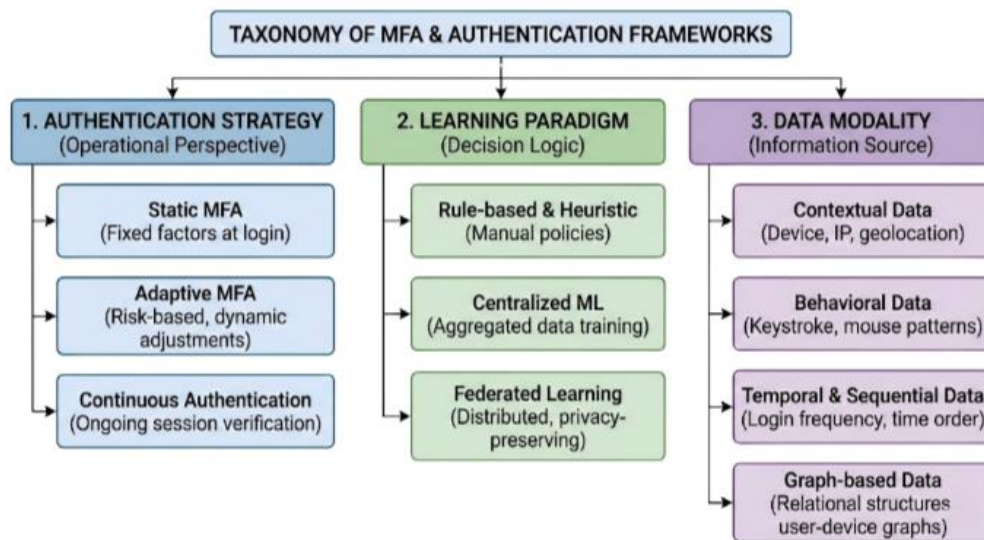 TAXONOMY OF MFA & AUTHENTICATION FRAMEWORKS
1. AUTHENTICATION STRATEGY
(Operational Perspective)
Static MFA
(Fixed factors at login)
Adaptive MFA
(Risk-based, dynamic
adjustments)
Continuous Authentication
(Ongoing session verification)
2. LEARNING PARADIGM
(Decision Logic)
Rule-based & Heuristic
(Manual policies)
Centralized ML
(Aggregated data training)
Federated Learning
(Distributed, privacy-
preserving)
3. DATA MODALITY
(Information Source)
Contextual Data
(Device, IP, geolocation)
Behavioral Data
(Keystroke, mouse patterns)
Temporal & Sequential Data
(Login frequency, time order)
Graph-based Data
(Relational structures
user-device graphs)